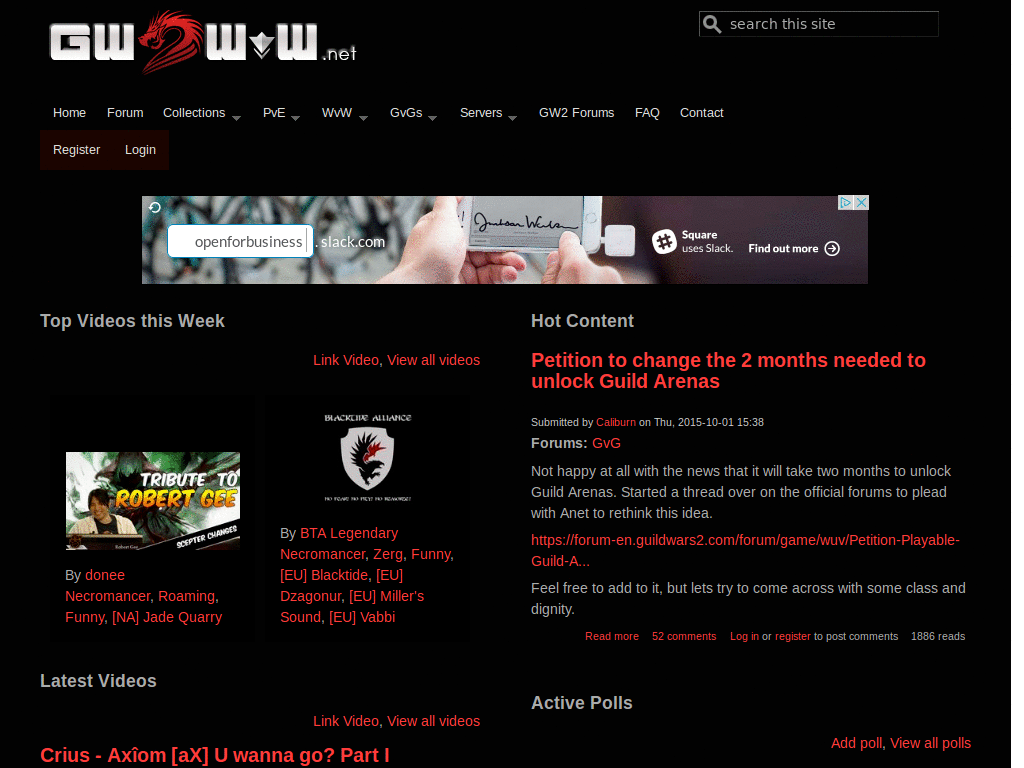 GW2WvW.net
search this site
Home Forum Collections PvE WvW GvGs Servers GW2 Forums FAQ Contact
Register Login
openforbusiness .slack.com
Square
uses Slack.
Find out more
Top Videos this Week
Link Video, View all videos
TRIBUTE TO
ROBERT GEE
Robert Gee
SCEPTER CHANGES
By donee
Necromancer, Roaming,
Funny, [NA] Jade Quarry
BLACKTIDE ALLIANCE
NO FEAR! NO MERCY! NO REMORSE!
By BTA Legendary
Necromancer, Zerg, Funny,
[EU] Blacktide, [EU]
Dzagonur, [EU] Miller's
Sound, [EU] Vabbi
Latest Videos
Link Video, View all videos
Crius - Axîom [aX] U wanna go? Part I
Hot Content
Petition to change the 2 months needed to
unlock Guild Arenas
Submitted by Caliburn on Thu, 2015-10-01 15:38
Forums: GvG
Not happy at all with the news that it will take two months to unlock
Guild Arenas. Started a thread over on the official forums to plead
with Anet to rethink this idea.
https://forum-en.guildwars2.com/forum/game/wuv/Petition-Playable-
Guild-A...
Feel free to add to it, but lets try to come across with some class and
dignity.
Read more 52 comments Log in or register to post comments 1886 reads
Active Polls
Add poll, View all polls